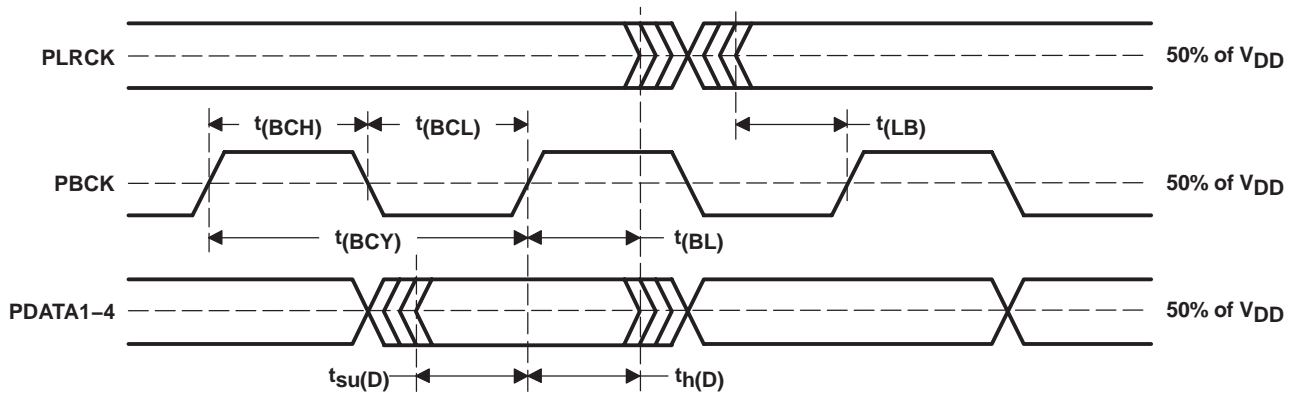 PLRCK
50% of VDD
t(BCH)
t(BCL)
t(LB)
PBCK
50% of VDD
t(BCY)
t(BL)
PDATA1–4
50% of VDD
tsu(D)
th(D)